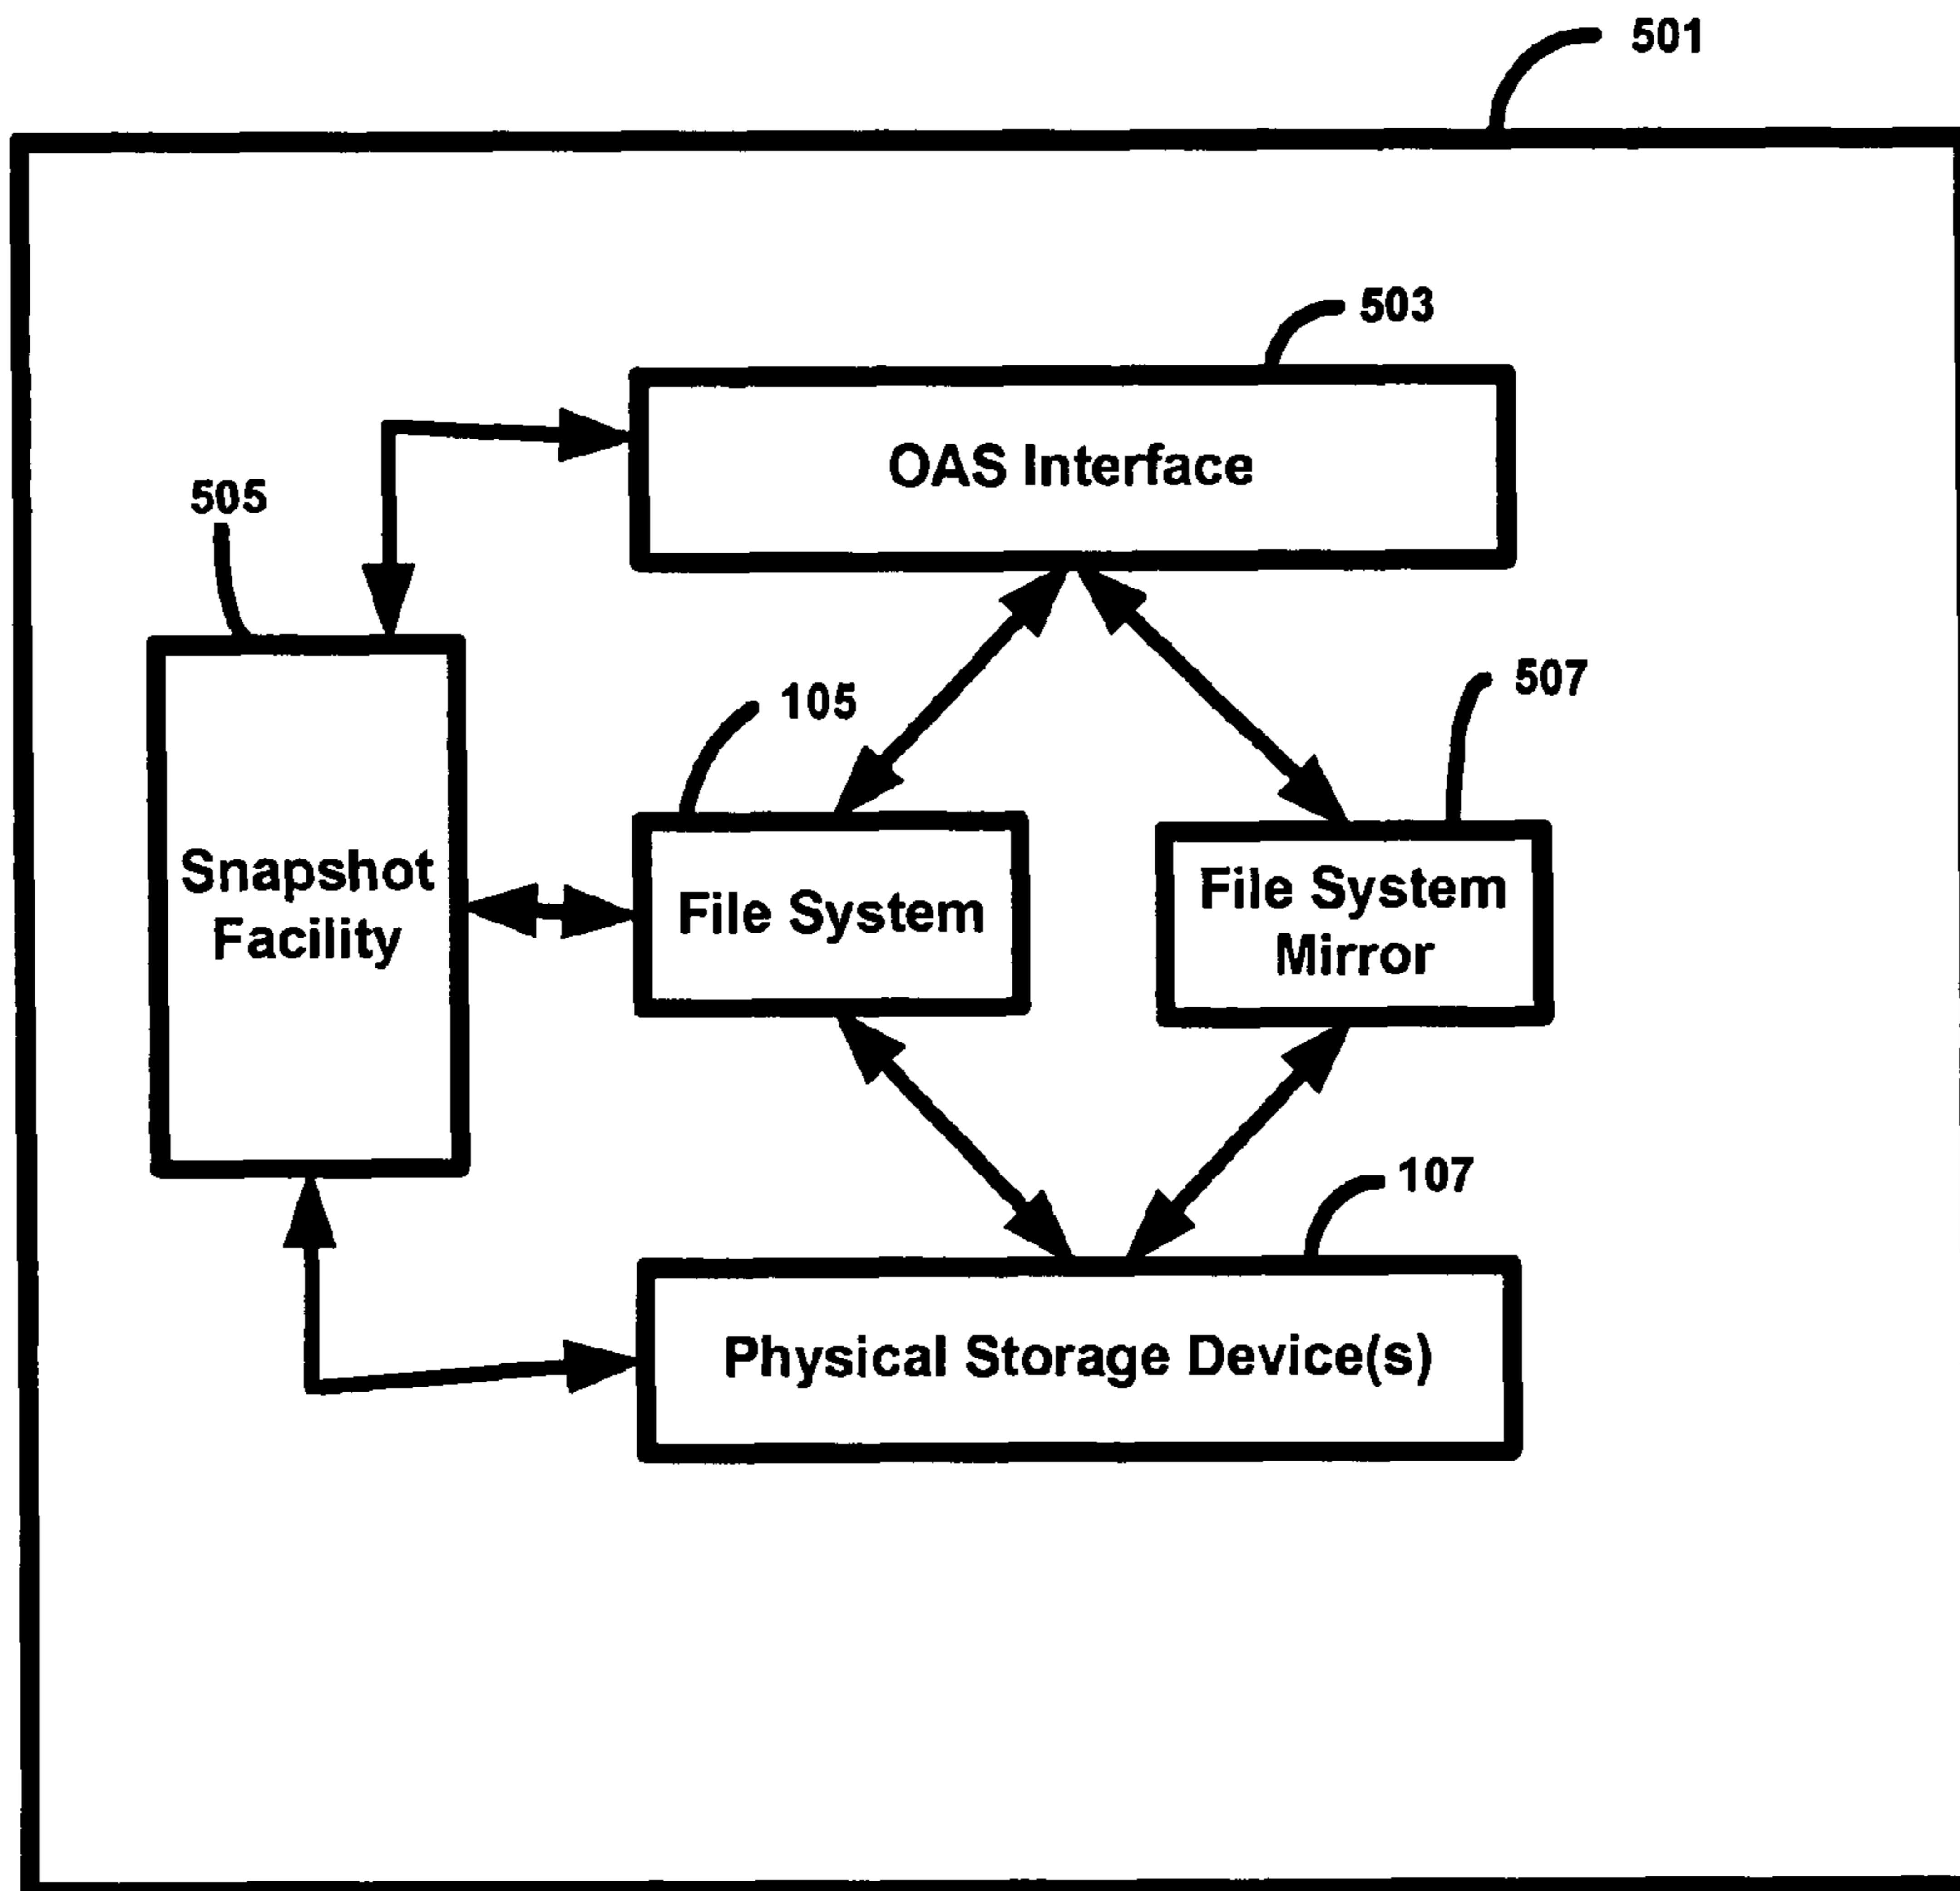 501
503
OAS Interface
505
507
105
Snapshot
Facility
File System
File System
Mirror
107
Physical Storage Device(s)